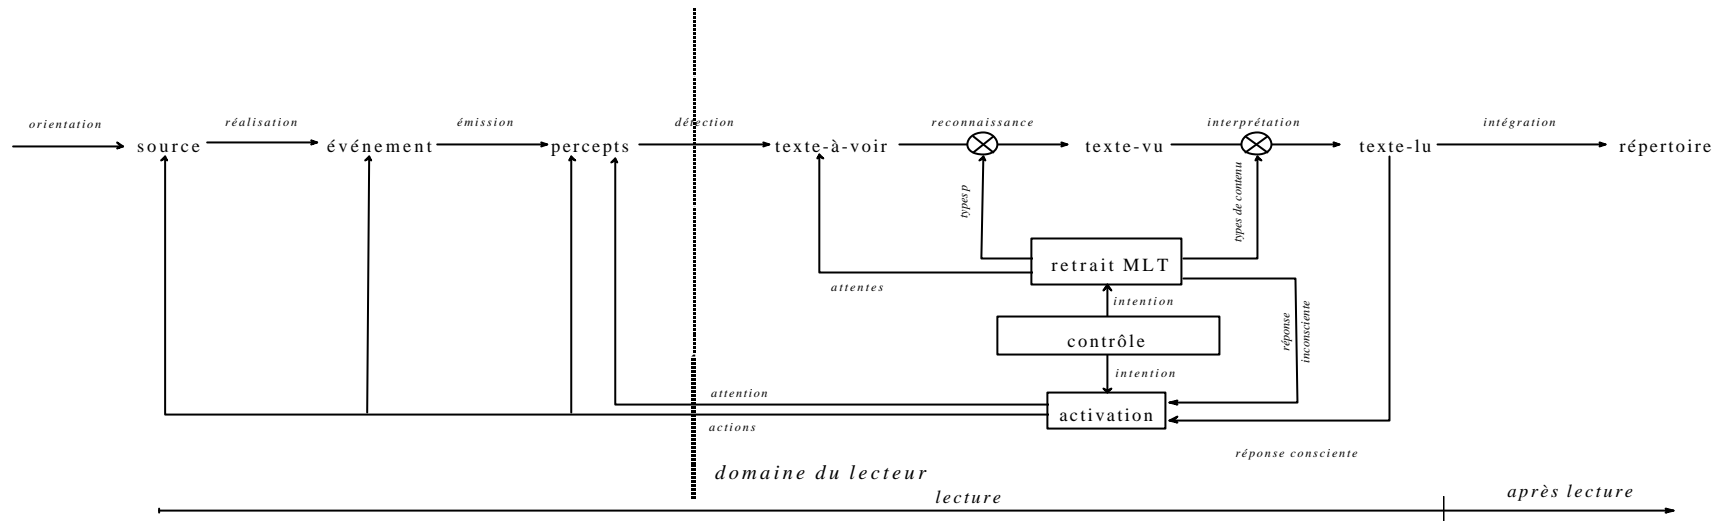 orientation
réalisation
émission
détection
reconnaissance
interprétation
intégration
source
événement
percepts
texte-à-voir
texte-vu
texte-lu
répertoire
types p
types de contenu
retrait MLT
attentes
intention
contrôle
réponse
inconsciente
intention
attention
activation
actions
réponse consciente
domaine du lecteur
lecture
après lecture